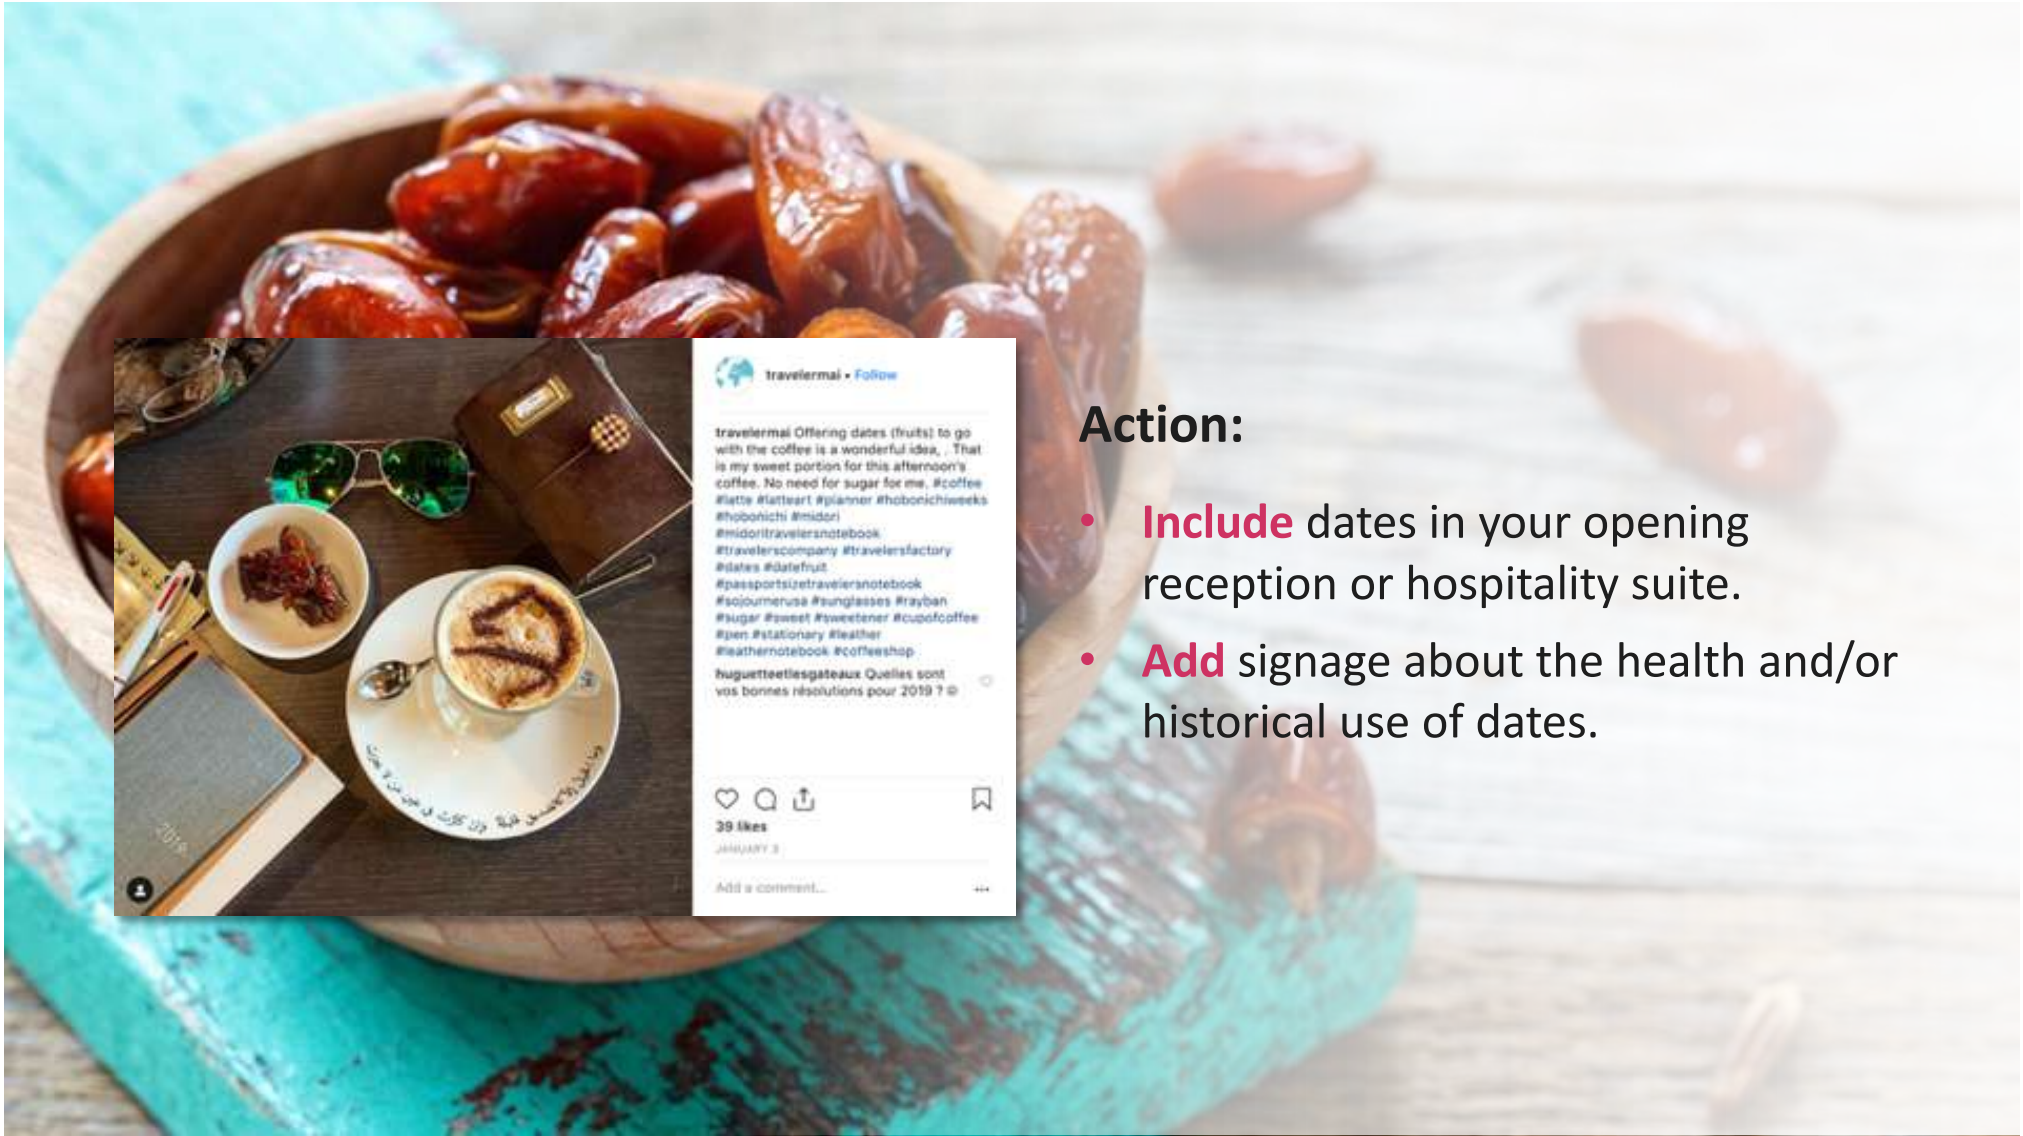 travelermai • Follow
travelermai Offering dates (fruits) to go
with the coffee is a wonderful idea, . That
is my sweet portion for this afternoon's
coffee. No need for sugar for me. #coffee
#latte #latteart #planner #hobonichiweeks
#hobonichi #midori
#midoritravelersnotebook
#travelerscompany #travelersfactory
#dates #datefruit
#passportsizetravelersnotebook
#sojournerusa #sunglasses #rayban
#sugar #sweet #sweetener #cupofcoffee
#pen #stationary #leather
#leathernotebook #coffeeshop
huguetteetlesgateaux Quelles sont
vos bonnes résolutions pour 2019 ? ☺
39 likes
JANUARY 3
Add a comment...
2019
Action:
• Include dates in your opening
reception or hospitality suite.
• Add signage about the health and/or
historical use of dates.